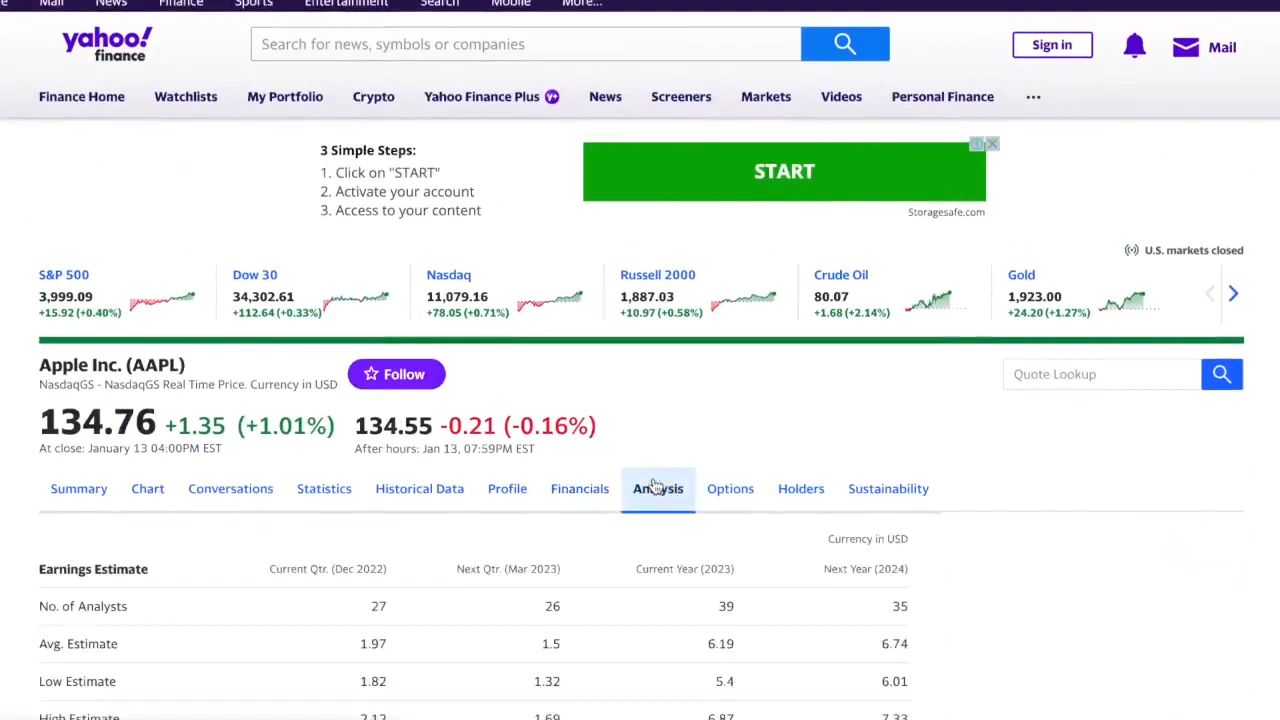 Mail News Finance Sports Entertainment Search Mobile More...
yahoo!
finance
Search for news, symbols or companies
Sign in
Mail
Finance Home Watchlists My Portfolio Crypto Yahoo Finance Plus Y+ News Screeners Markets Videos Personal Finance ...
3 Simple Steps:
1. Click on "START"
2. Activate your account
3. Access to your content
START
Storagesafe.com
U.S. markets closed
S&P 500 Dow 30 Nasdaq Russell 2000 Crude Oil Gold
3,999.09 34,302.61 11,079.16 1,887.03 80.07 1,923.00
+15.92 (+0.40%) +112.64 (+0.33%) +78.05 (+0.71%) +10.97 (+0.58%) +1.68 (+2.14%) +24.20 (+1.27%)
Apple Inc. (AAPL)
NasdaqGS - NasdaqGS Real Time Price. Currency in USD
Follow
Quote Lookup
134.76 +1.35 (+1.01%) 134.55 -0.21 (-0.16%)
At close: January 13 04:00PM EST After hours: Jan 13, 07:59PM EST
Summary Chart Conversations Statistics Historical Data Profile Financials Analysis Options Holders Sustainability
Currency in USD
Earnings Estimate Current Qtr. (Dec 2022) Next Qtr. (Mar 2023) Current Year (2023) Next Year (2024)
No. of Analysts 27 26 39 35
Avg. Estimate 1.97 1.5 6.19 6.74
Low Estimate 1.82 1.32 5.4 6.01
High Estimate 2.12 1.69 6.87 7.33